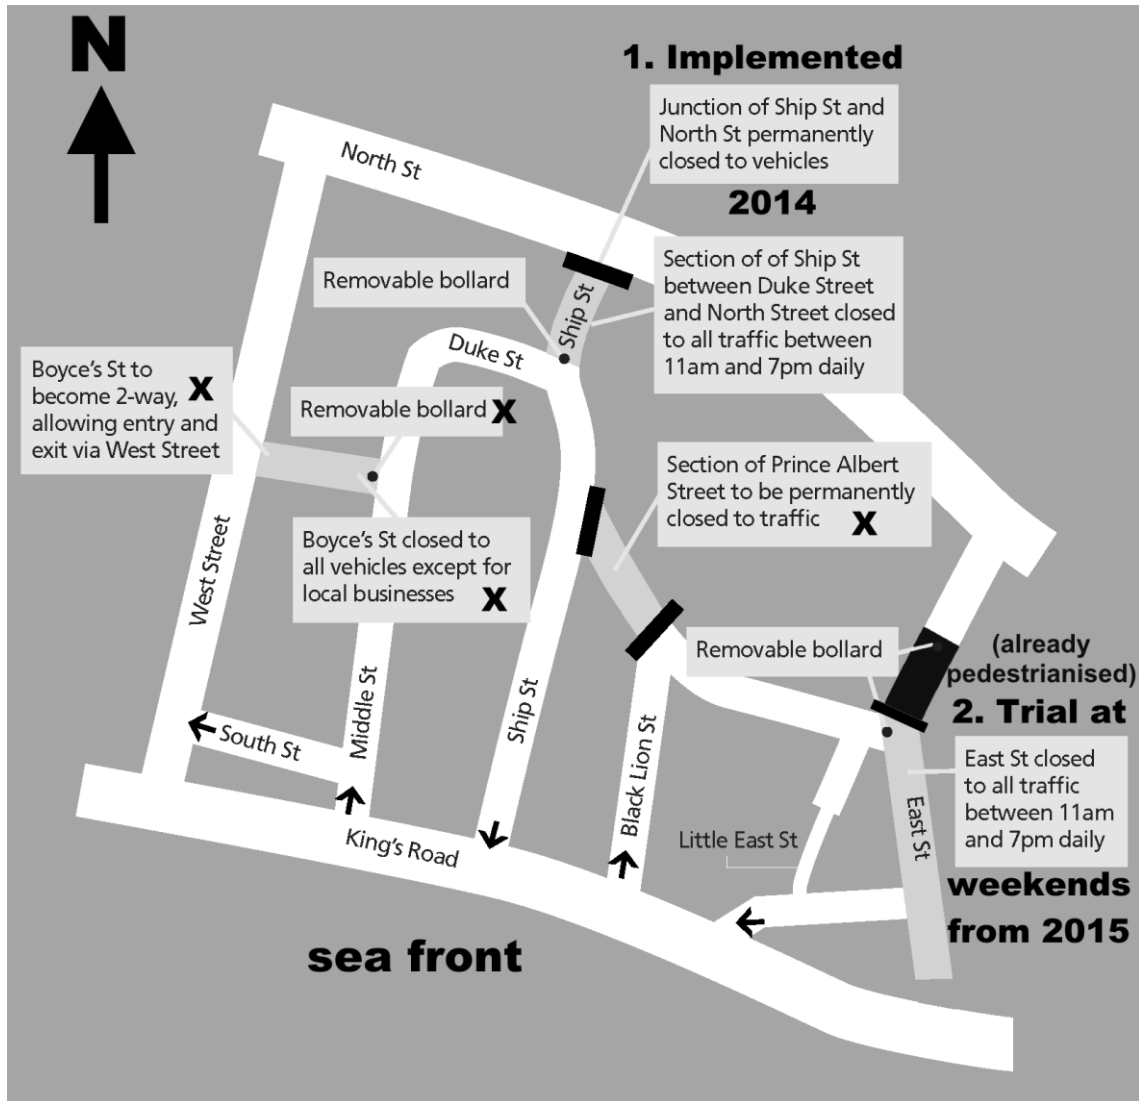 N
1. Implemented
Junction of Ship St and
North St permanently
closed to vehicles
2014
North St
Removable bollard
Ship St
Section of of Ship St
between Duke Street
and North Street closed
to all traffic between
11am and 7pm daily
Duke St
Boyce's St to
become 2-way, X
allowing entry and
exit via West Street
Removable bollard X
Section of Prince Albert
Street to be permanently
closed to traffic X
Boyce's St closed to
all vehicles except for
local businesses X
West Street
Removable bollard
(already
pedestrianised)
2. Trial at
Middle St
Ship St
South St
Black Lion St
East St closed
to all traffic
between 11am
and 7pm daily
East St
Little East St
King's Road
weekends
from 2015
sea front